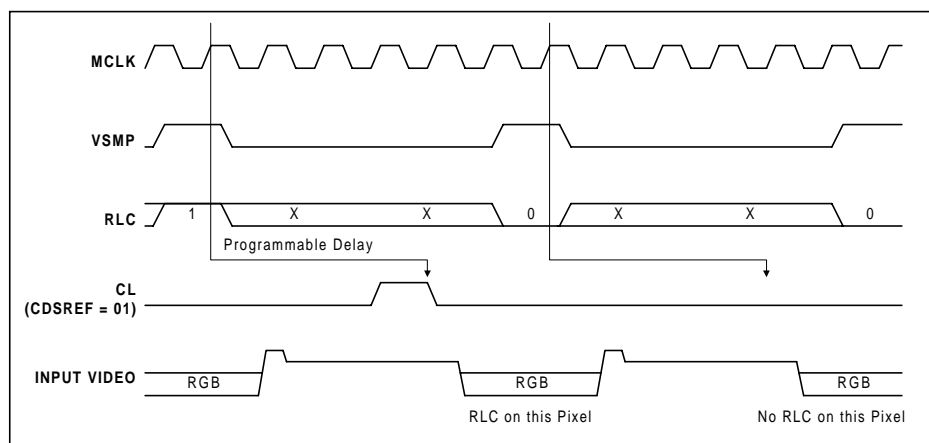 MCLK
VSMP
RLC
1 X X 0 X X 0
Programmable Delay
CL
(CDSREF = 01)
INPUT VIDEO
RGB RGB RGB
RLC on this Pixel No RLC on this Pixel